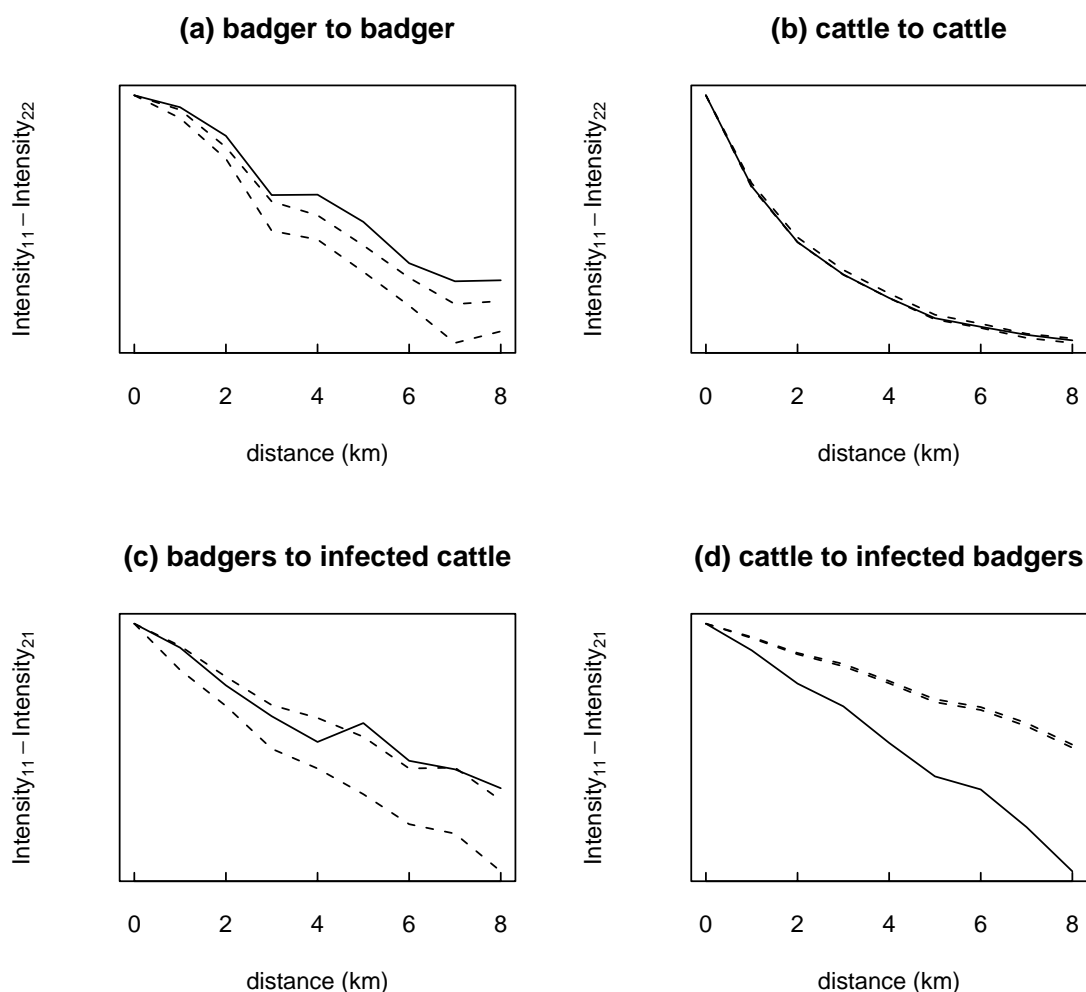 (a) badger to badger
Intensity₁₁ – Intensity₂₂
0 2 4 6 8
distance (km)
(b) cattle to cattle
Intensity₁₁ – Intensity₂₂
0 2 4 6 8
distance (km)
(c) badgers to infected cattle
Intensity₁₁ – Intensity₂₁
0 2 4 6 8
distance (km)
(d) cattle to infected badgers
Intensity₁₁ – Intensity₂₁
0 2 4 6 8
distance (km)